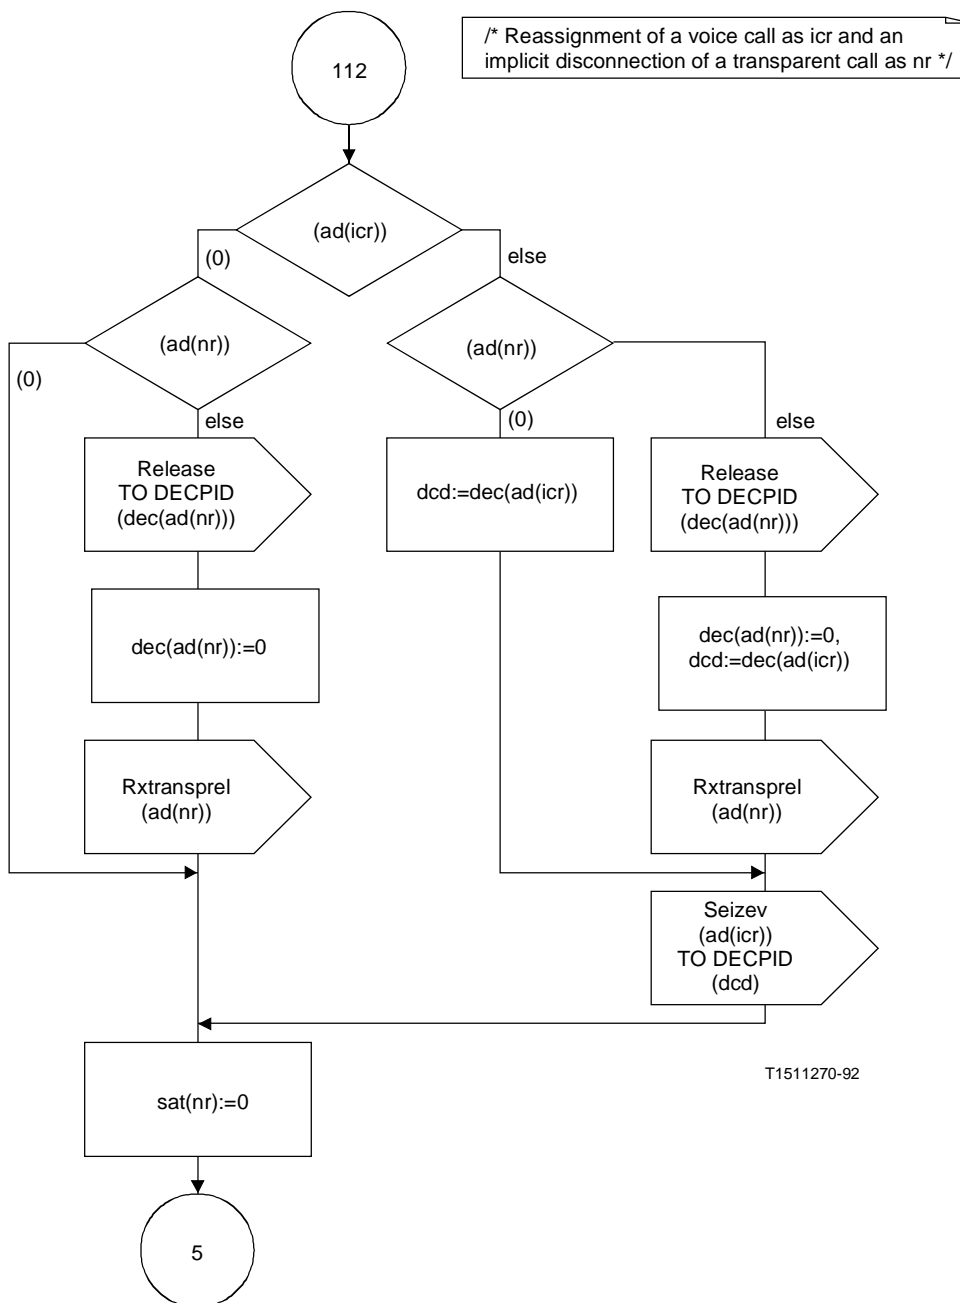 /* Reassignment of a voice call as icr and an
implicit disconnection of a transparent call as nr */
112
(ad(icr))
(0)
else
(ad(nr))
(ad(nr))
(0)
else
(0)
else
Release
TO DECPID
(dec(ad(nr)))
dcd:=dec(ad(icr))
Release
TO DECPID
(dec(ad(nr)))
dec(ad(nr)):=0
dec(ad(nr)):=0,
dcd:=dec(ad(icr))
Rxtransprel
(ad(nr))
Rxtransprel
(ad(nr))
Seizev
(ad(icr))
TO DECPID
(dcd)
sat(nr):=0
T1511270-92
5